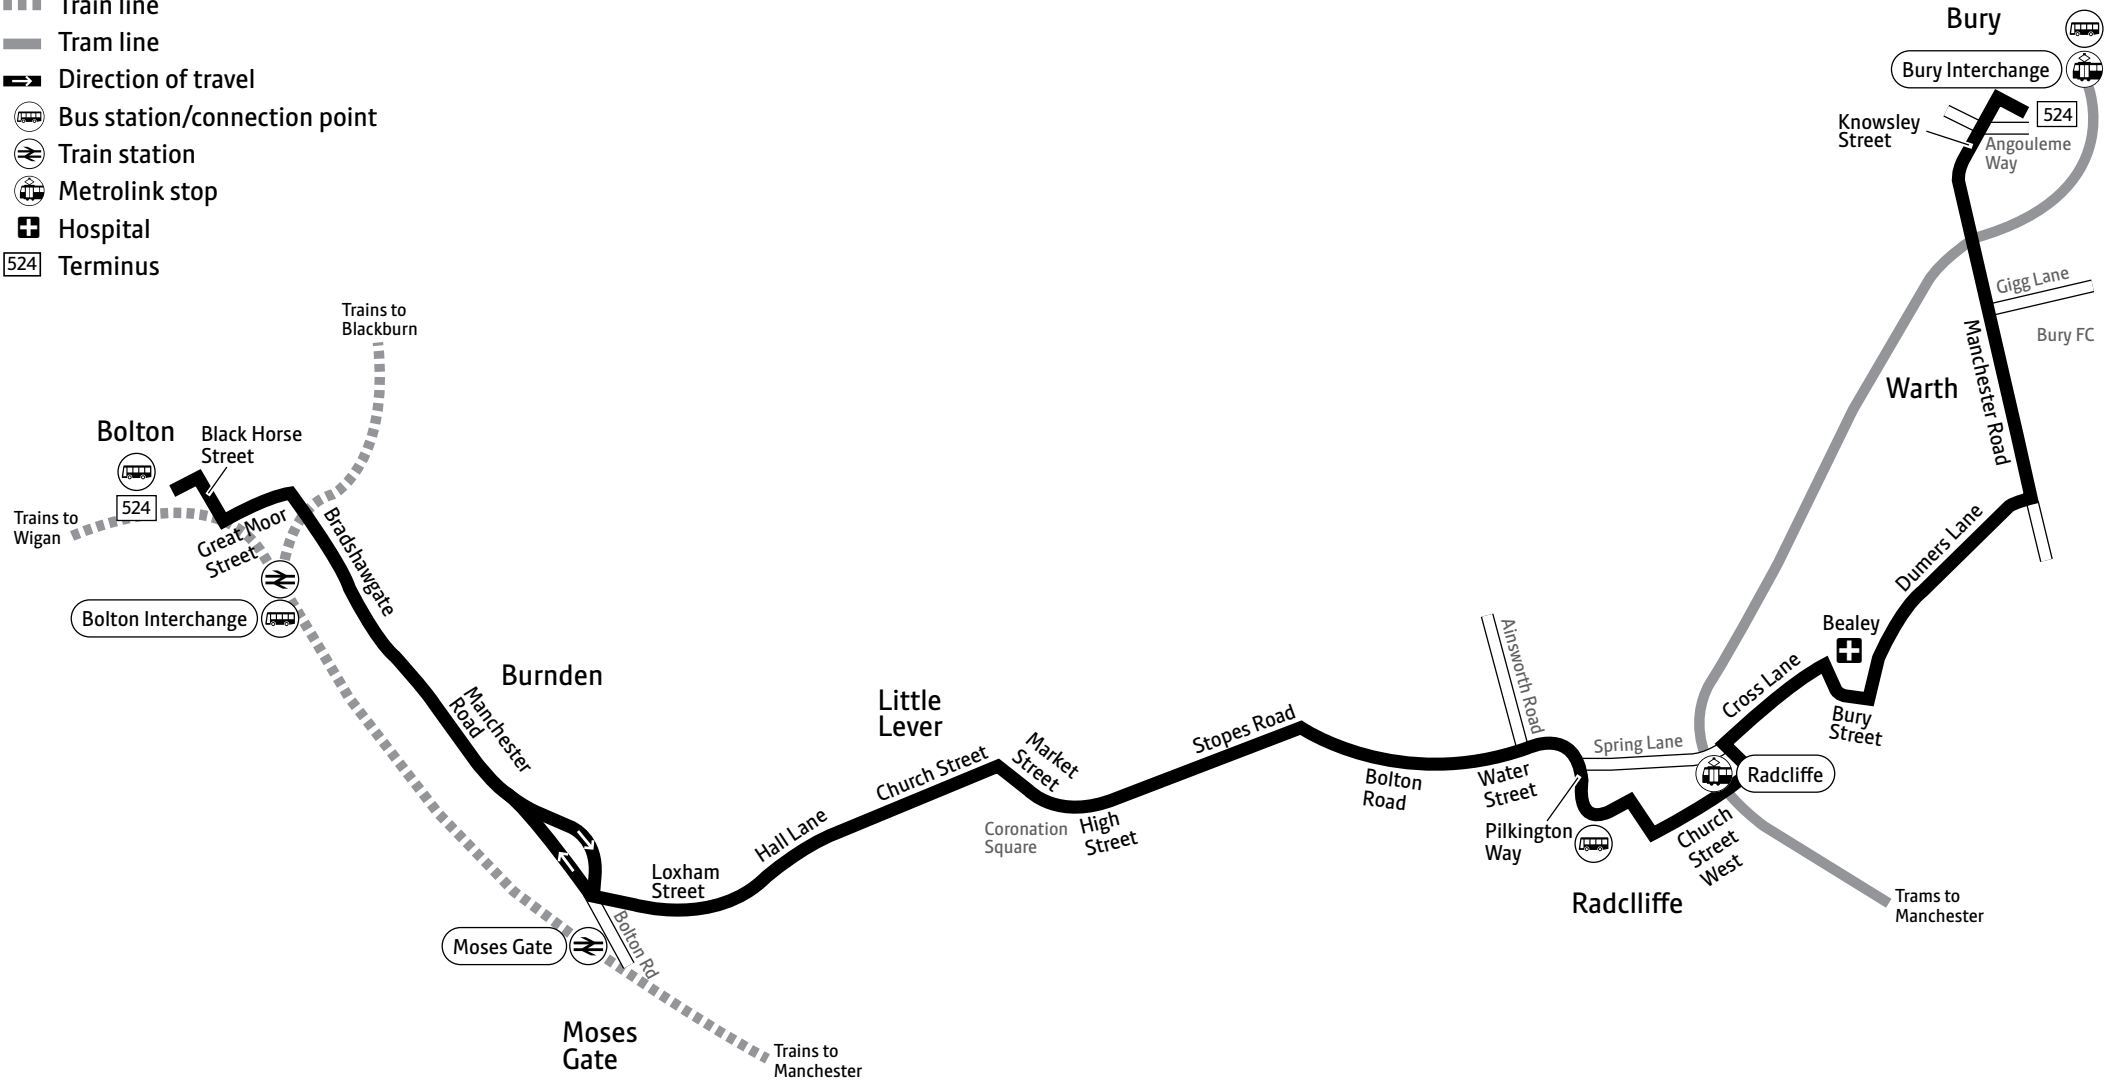 Train line
Tram line
Direction of travel
Bus station/connection point
Train station
Metrolink stop
Hospital
524 Terminus
Bury
Bury Interchange
524
Knowsley
Street
Angouleme
Way
Gigg Lane
Bury FC
Manchester Road
Warth
Trains to
Blackburn
Bolton
Black Horse
Street
524
Trains to
Wigan
Great Moor
Street
Bradshawgate
Bolton Interchange
Burnden
Manchester
Road
Little
Lever
Church Street
Market
Street
Hall Lane
Coronation
Square
High
Street
Loxham
Street
Bolton Rd
Moses Gate
Moses
Gate
Trains to
Manchester
Stopes Road
Bolton
Road
Ainsworth Road
Water
Street
Spring Lane
Pilkington
Way
Radclliffe
Church
Street
West
Radcliffe
Cross Lane
Bealey
Bury
Street
Dumers Lane
Trams to
Manchester